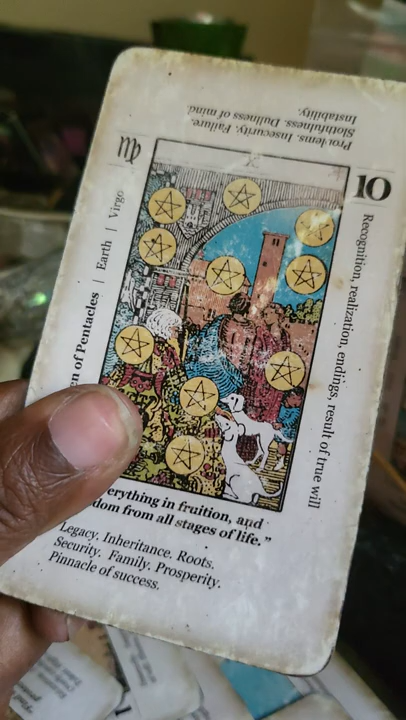 Problems. Insecurity. Failure.
Slothfulness. Dullness of mind.
Instability.
♍
X
10
Recognition, realization, endings, result of true will
en of Pentacles | Earth | Virgo
erything in fruition, and
dom from all stages of life.”
Legacy. Inheritance. Roots.
Security. Family. Prosperity.
Pinnacle of success.